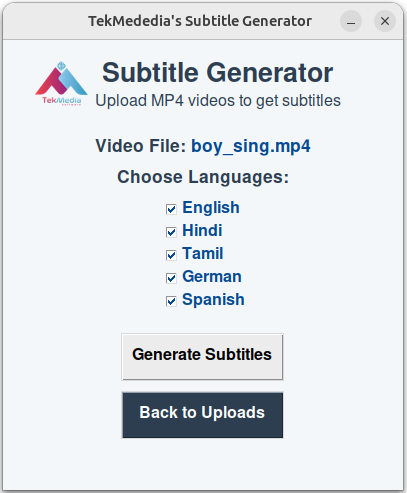 TekMededia's Subtitle Generator
Subtitle Generator
TekMedia
Upload MP4 videos to get subtitles
Video File: boy_sing.mp4
Choose Languages:
English
Hindi
Tamil
German
Spanish
Generate Subtitles
Back to Uploads